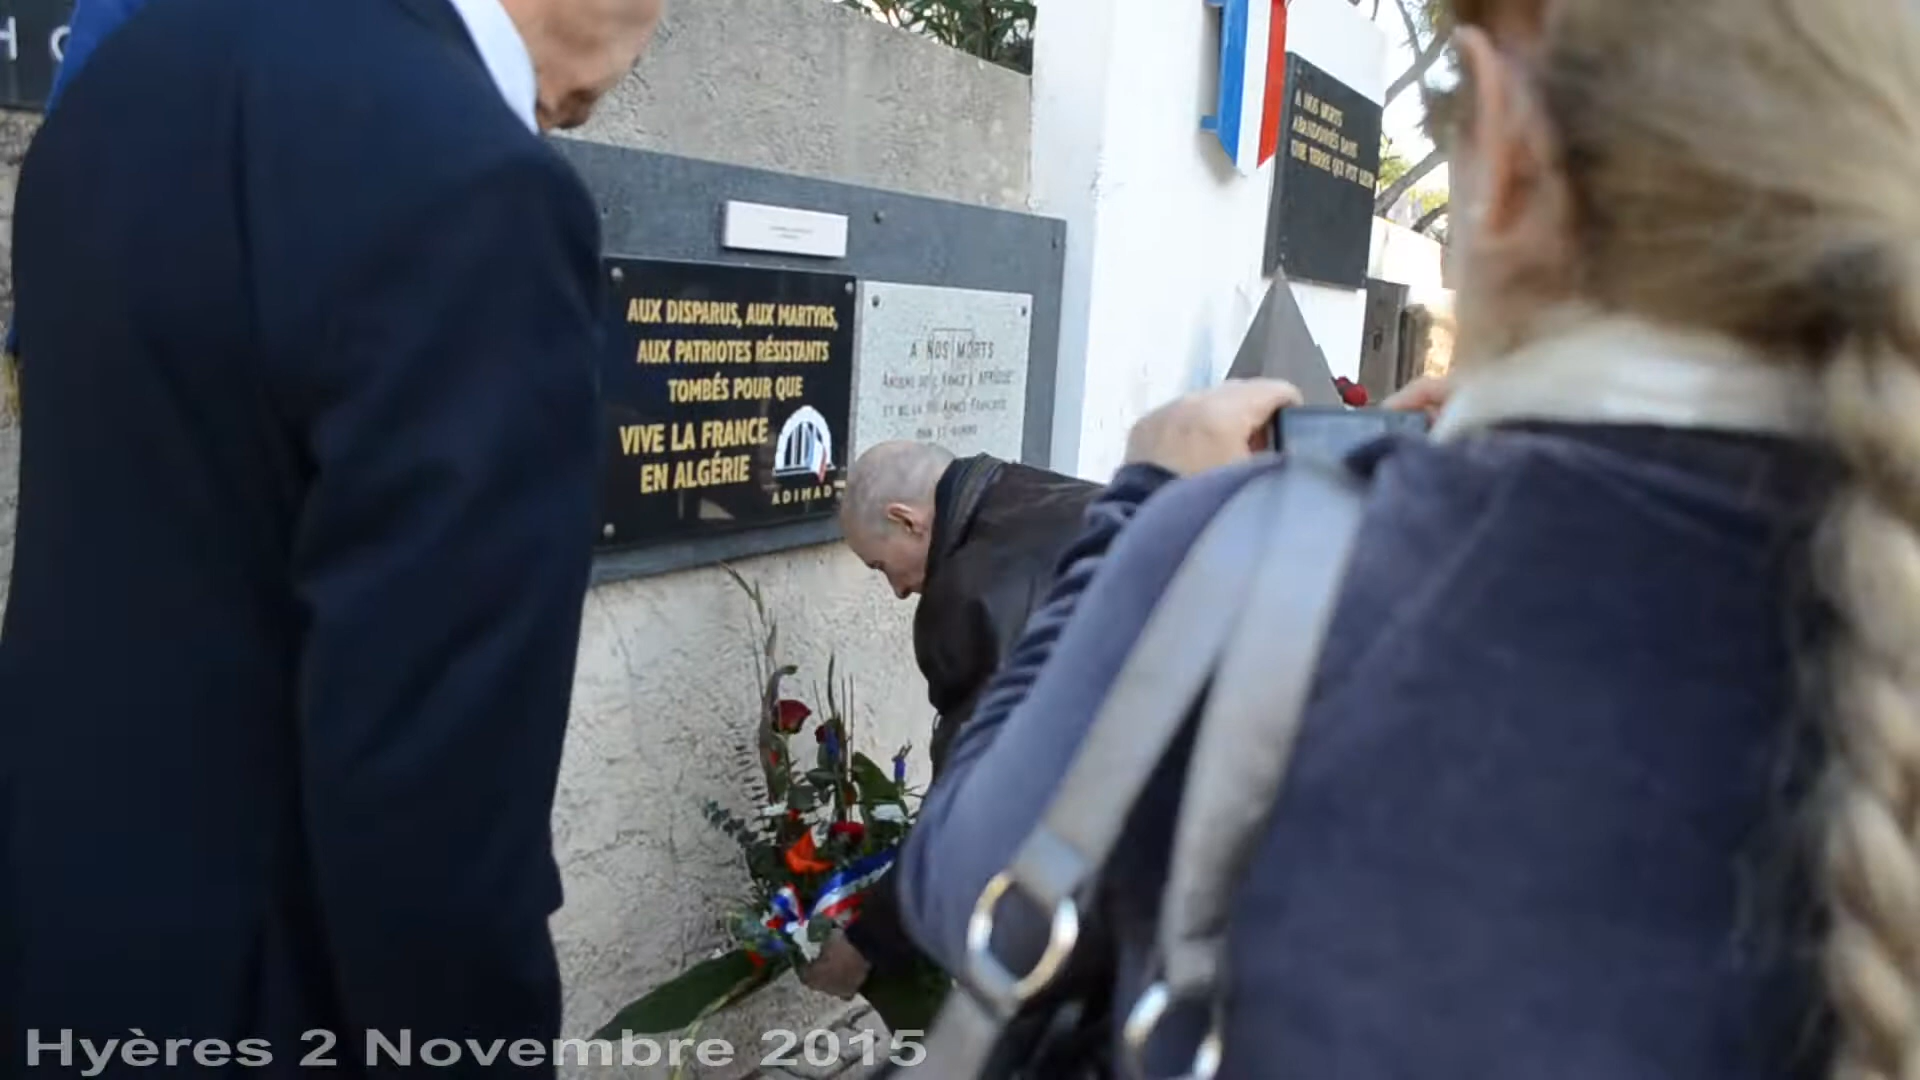 AUX DISPARUS, AUX MARTYRS,
AUX PATRIOTES RÉSISTANTS
TOMBÉS POUR QUE
VIVE LA FRANCE
EN ALGÉRIE
ADIMAD
A NOS MORTS
A NOS MORTS
ABANDONNÉS DANS
UNE TERRE QUI FUT LEUR
Hyères 2 Novembre 2015